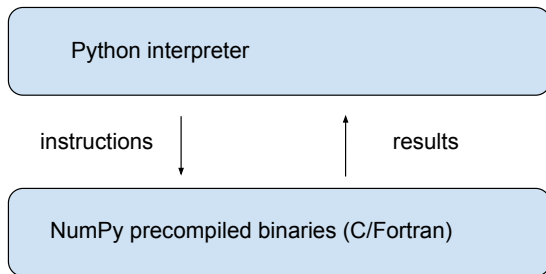 Python interpreter
instructions
results
NumPy precompiled binaries (C/Fortran)